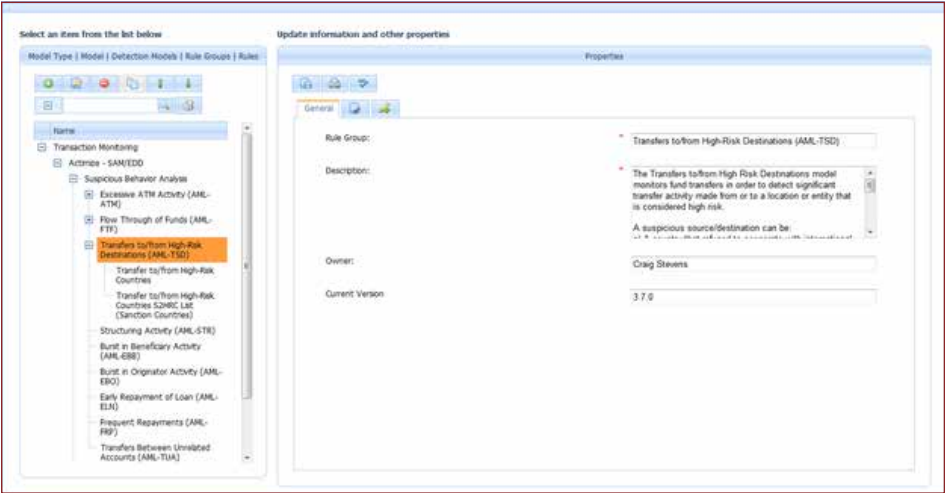 Select an item from the list below
Update information and other properties
Model Type | Model | Detection Models | Rule Groups | Rules
Properties
General
Name
Transaction Monitoring
Actimize - SAM/EDD
Suspicious Behavior Analysis
Excessive ATM Activity (AML-
ATM)
Flow Through of Funds (AML-
FTF)
Transfers to/from High-Risk
Destinations (AML-TSD)
Transfer to/from High-Risk
Countries
Transfer to/from High-Risk
Countries S2HRC List
(Sanction Countries)
Structuring Activity (AML-STR)
Burst in Beneficiary Activity
(AML-EBB)
Burst in Originator Activity (AML-
EBO)
Early Repayment of Loan (AML-
ELN)
Frequent Repayments (AML-
FRP)
Transfers Between Unrelated
Accounts (AML-TUA)
Rule Group:
* Transfers to/from High-Risk Destinations (AML-TSD)
Description:
* The Transfers to/from High Risk Destinations model
monitors fund transfers in order to detect significant
transfer activity made from or to a location or entity that
is considered high risk.
A suspicious source/destination can be:
a) A country that refused to cooperate with international
Owner:
Craig Stevens
Current Version
3.7.0